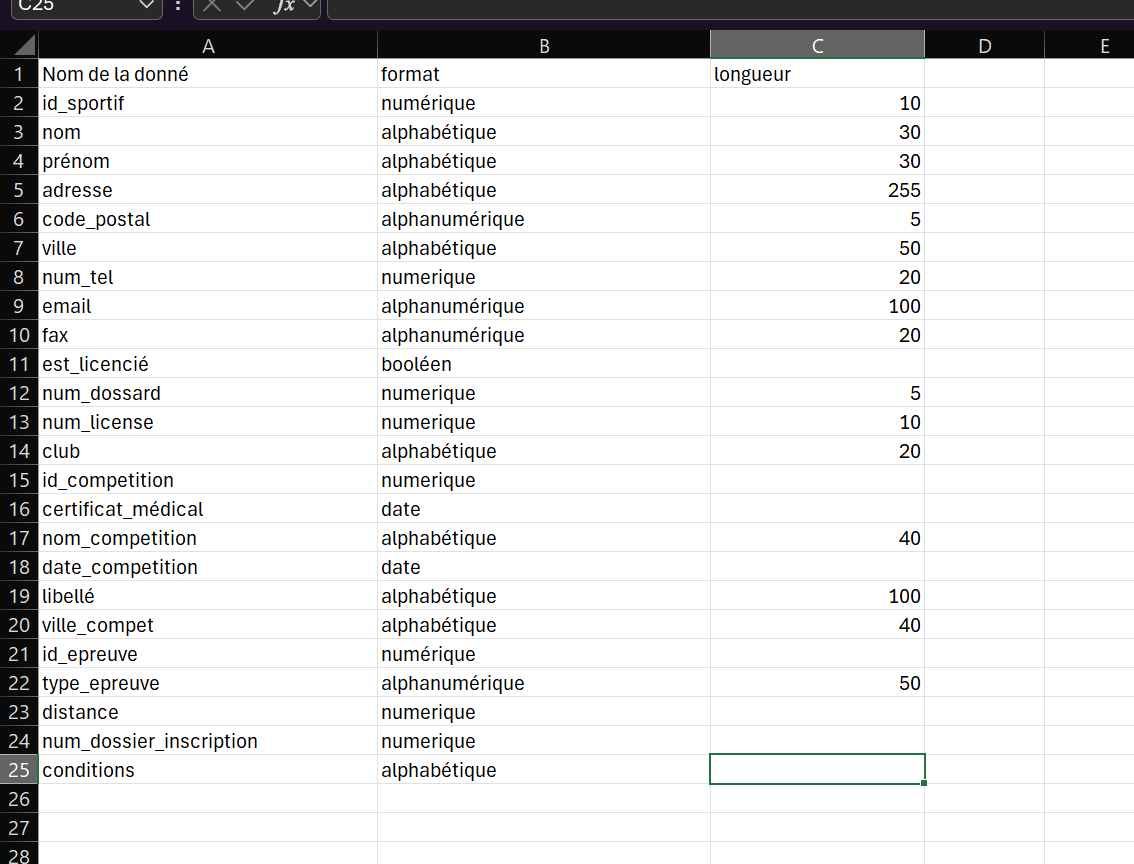 C25
fx
A B C D E
1 Nom de la donné format longueur
2 id_sportif numérique 10
3 nom alphabétique 30
4 prénom alphabétique 30
5 adresse alphabétique 255
6 code_postal alphanumérique 5
7 ville alphabétique 50
8 num_tel numerique 20
9 email alphanumérique 100
10 fax alphanumérique 20
11 est_licencié booléen
12 num_dossard numerique 5
13 num_license numerique 10
14 club alphabétique 20
15 id_competition numerique
16 certificat_médical date
17 nom_competition alphabétique 40
18 date_competition date
19 libellé alphabétique 100
20 ville_compet alphabétique 40
21 id_epreuve numérique
22 type_epreuve alphanumérique 50
23 distance numerique
24 num_dossier_inscription numerique
25 conditions alphabétique
26
27
28